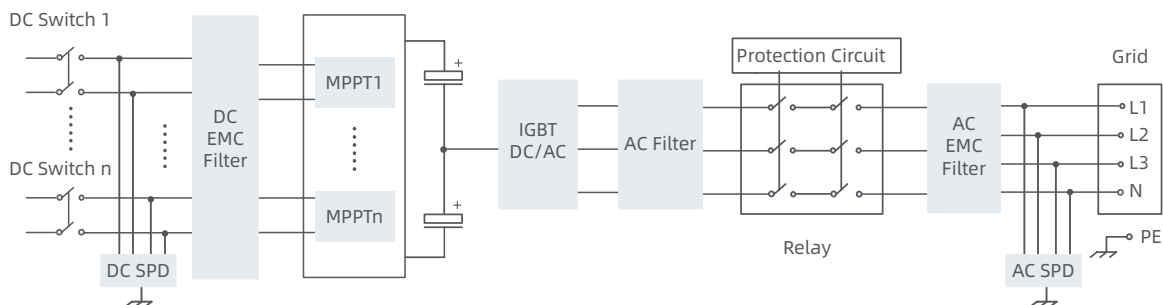 DC Switch 1
DC Switch n
DC SPD
DC
EMC
Filter
MPPT1
MPPTn
+
+
IGBT
DC/AC
AC Filter
Protection Circuit
Relay
AC
EMC
Filter
Grid
L1
L2
L3
N
PE
AC SPD